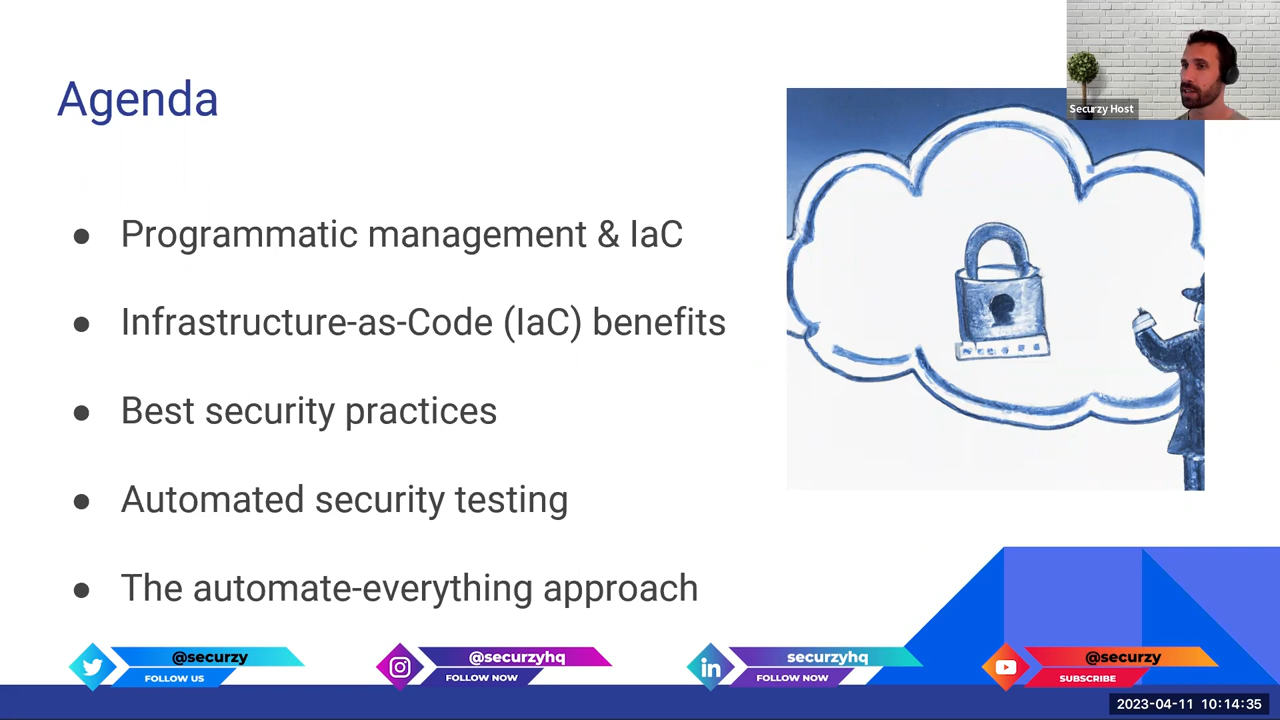 Agenda
Securzy Host
● Programmatic management & IaC
● Infrastructure-as-Code (IaC) benefits
● Best security practices
● Automated security testing
● The automate-everything approach
@securzy
FOLLOW US
@securzyhq
FOLLOW NOW
in
securzyhq
FOLLOW NOW
@securzy
SUBSCRIBE
2023-04-11 10:14:35